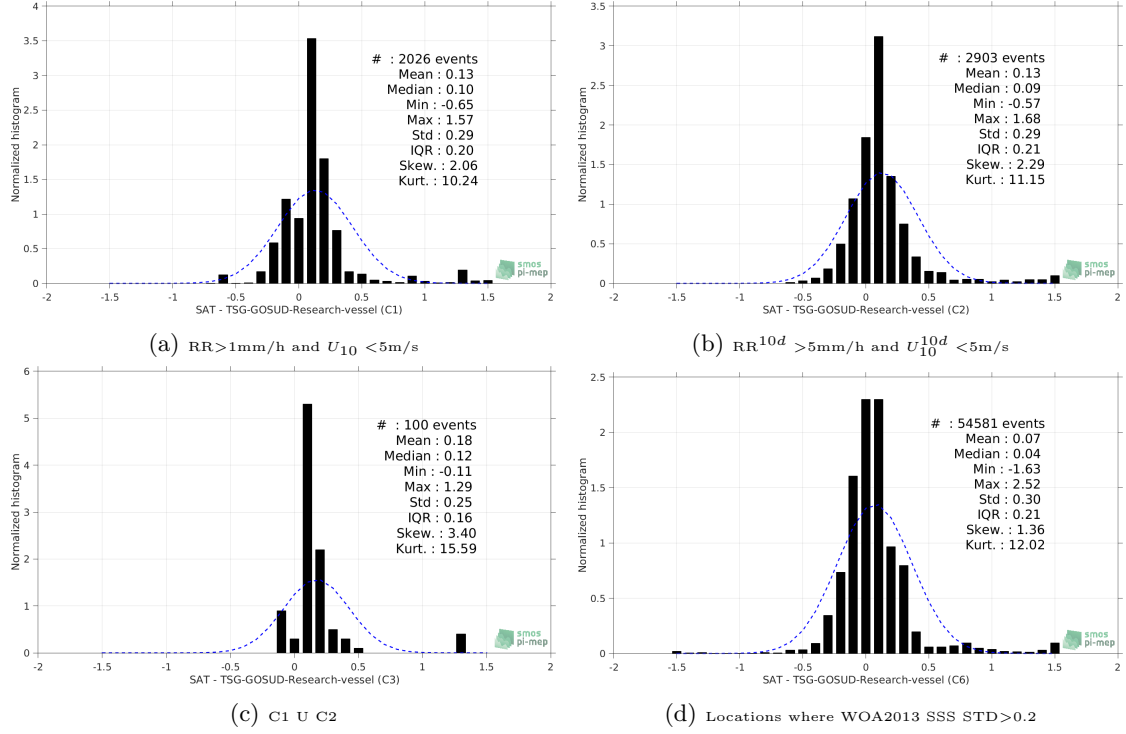 4
3.5
3
2.5
2
1.5
1
0.5
0
-2
-1.5
-1
-0.5
0
0.5
1
1.5
2
Normalized histogram
SAT - TSG-GOSUD-Research-vessel (C1)
# : 2026 events
Mean : 0.13
Median : 0.10
Min : -0.65
Max : 1.57
Std : 0.29
IQR : 0.20
Skew. : 2.06
Kurt. : 10.24
smos
pi-mep
(a) RR>1mm/h and U10 <5m/s
3.5
3
2.5
2
1.5
1
0.5
0
-2
-1.5
-1
-0.5
0
0.5
1
1.5
2
Normalized histogram
SAT - TSG-GOSUD-Research-vessel (C2)
# : 2903 events
Mean : 0.13
Median : 0.09
Min : -0.57
Max : 1.68
Std : 0.29
IQR : 0.21
Skew. : 2.29
Kurt. : 11.15
smos
pi-mep
(b) RR10d >5mm/h and U10d10 <5m/s
6
5
4
3
2
1
0
-2
-1.5
-1
-0.5
0
0.5
1
1.5
2
Normalized histogram
SAT - TSG-GOSUD-Research-vessel (C3)
# : 100 events
Mean : 0.18
Median : 0.12
Min : -0.11
Max : 1.29
Std : 0.25
IQR : 0.16
Skew. : 3.40
Kurt. : 15.59
smos
pi-mep
(c) C1 U C2
2.5
2
1.5
1
0.5
0
-2
-1.5
-1
-0.5
0
0.5
1
1.5
2
Normalized histogram
SAT - TSG-GOSUD-Research-vessel (C6)
# : 54581 events
Mean : 0.07
Median : 0.04
Min : -1.63
Max : 2.52
Std : 0.30
IQR : 0.21
Skew. : 1.36
Kurt. : 12.02
smos
pi-mep
(d) Locations where WOA2013 SSS STD>0.2